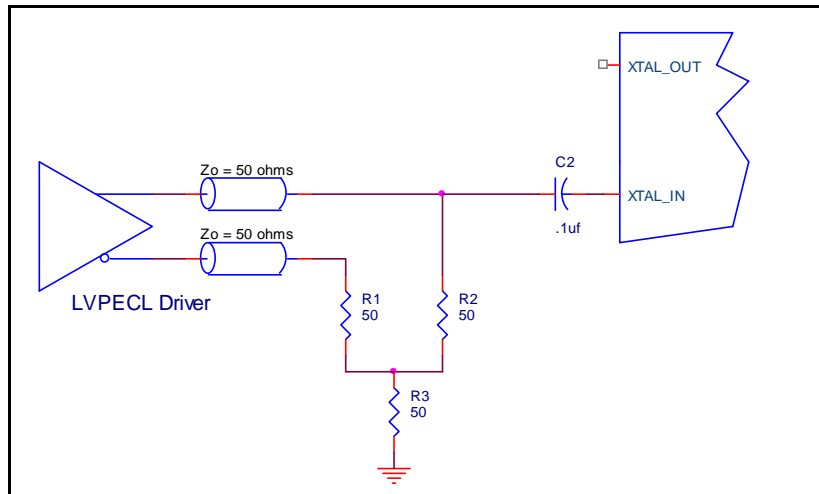 XTAL_OUT
Zo = 50 ohms
C2
XTAL_IN
.1uf
Zo = 50 ohms
LVPECL Driver
R1
50
R2
50
R3
50